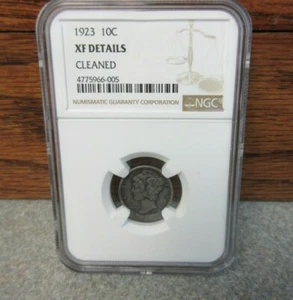 1923 10C
XF DETAILS
CLEANED
4775966-005
NUMISMATIC GUARANTY CORPORATION
NGC